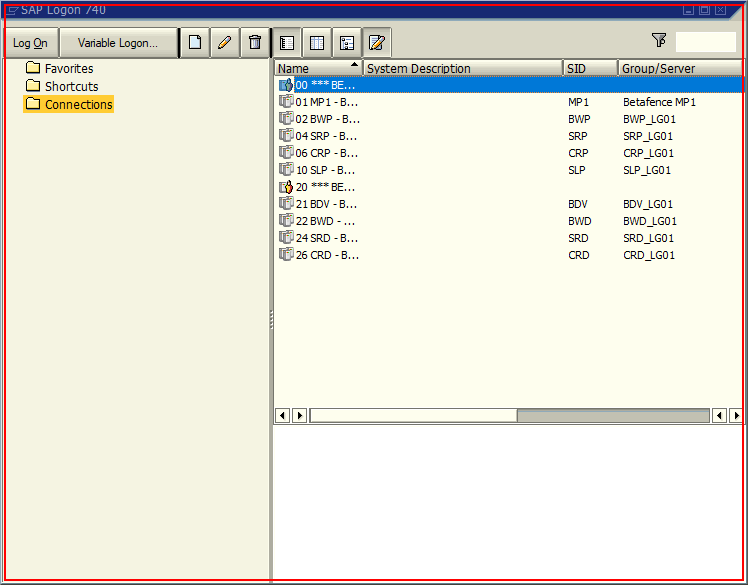 SAP Logon 740
Log On Variable Logon...
Favorites
Shortcuts
Connections
Name System Description SID Group/Server
00 *** BE...
01 MP1 - B... MP1 Betafence MP1
02 BWP - B... BWP BWP_LG01
04 SRP - B... SRP SRP_LG01
06 CRP - B... CRP CRP_LG01
10 SLP - B... SLP SLP_LG01
20 *** BE...
21 BDV - B... BDV BDV_LG01
22 BWD - ... BWD BWD_LG01
24 SRD - B... SRD SRD_LG01
26 CRD - B... CRD CRD_LG01